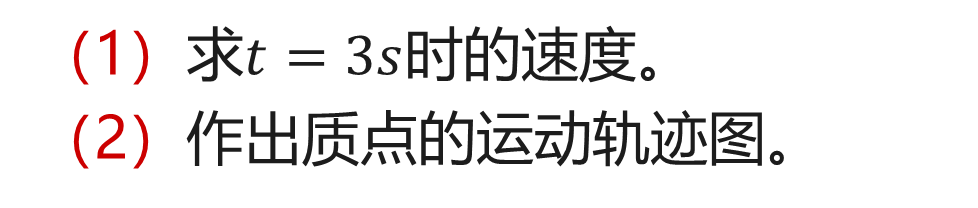 （1）求t = 3s时的速度。
（2）作出质点的运动轨迹图。